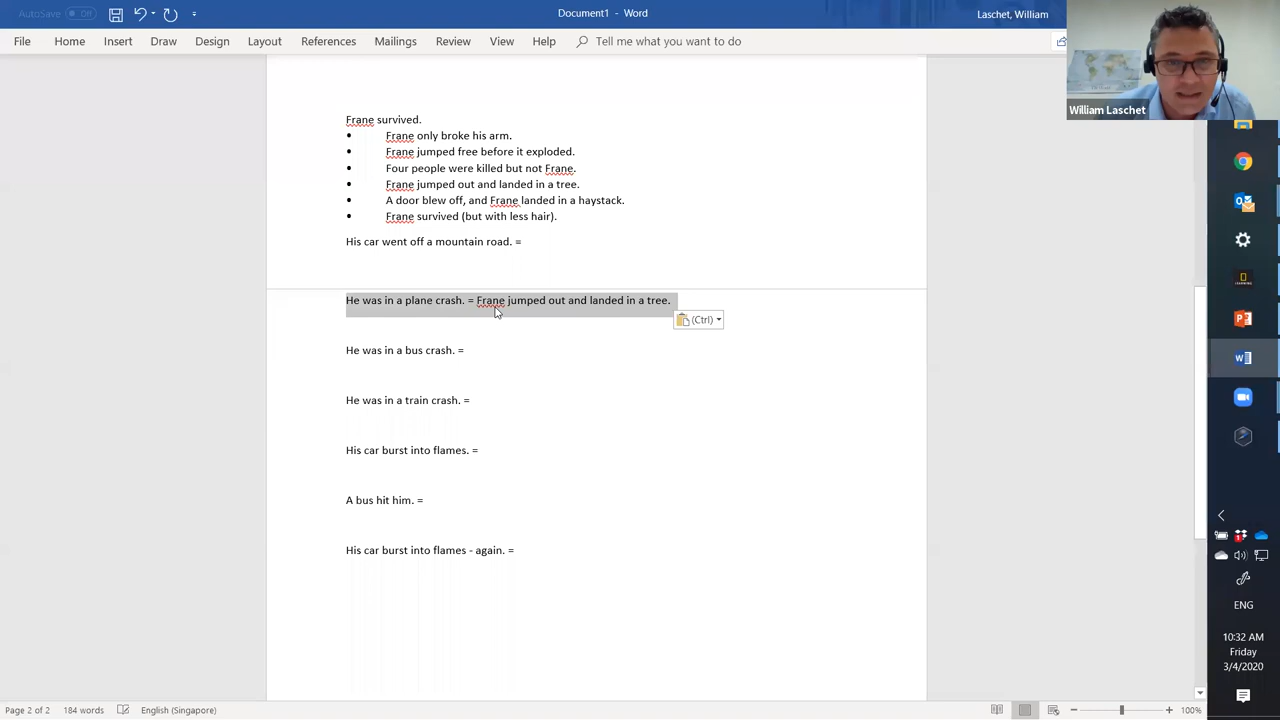 AutoSave Off
Document1 - Word
Laschet, William
File Home Insert Draw Design Layout References Mailings Review View Help Tell me what you want to do
William Laschet
Frane survived.
• Frane only broke his arm.
• Frane jumped free before it exploded.
• Four people were killed but not Frane.
• Frane jumped out and landed in a tree.
• A door blew off, and Frane landed in a haystack.
• Frane survived (but with less hair).
His car went off a mountain road. =
He was in a plane crash. = Frane jumped out and landed in a tree.
(Ctrl)
He was in a bus crash. =
He was in a train crash. =
His car burst into flames. =
A bus hit him. =
His car burst into flames - again. =
ENG
10:32 AM
Friday
3/4/2020
Page 2 of 2 184 words English (Singapore) 100%